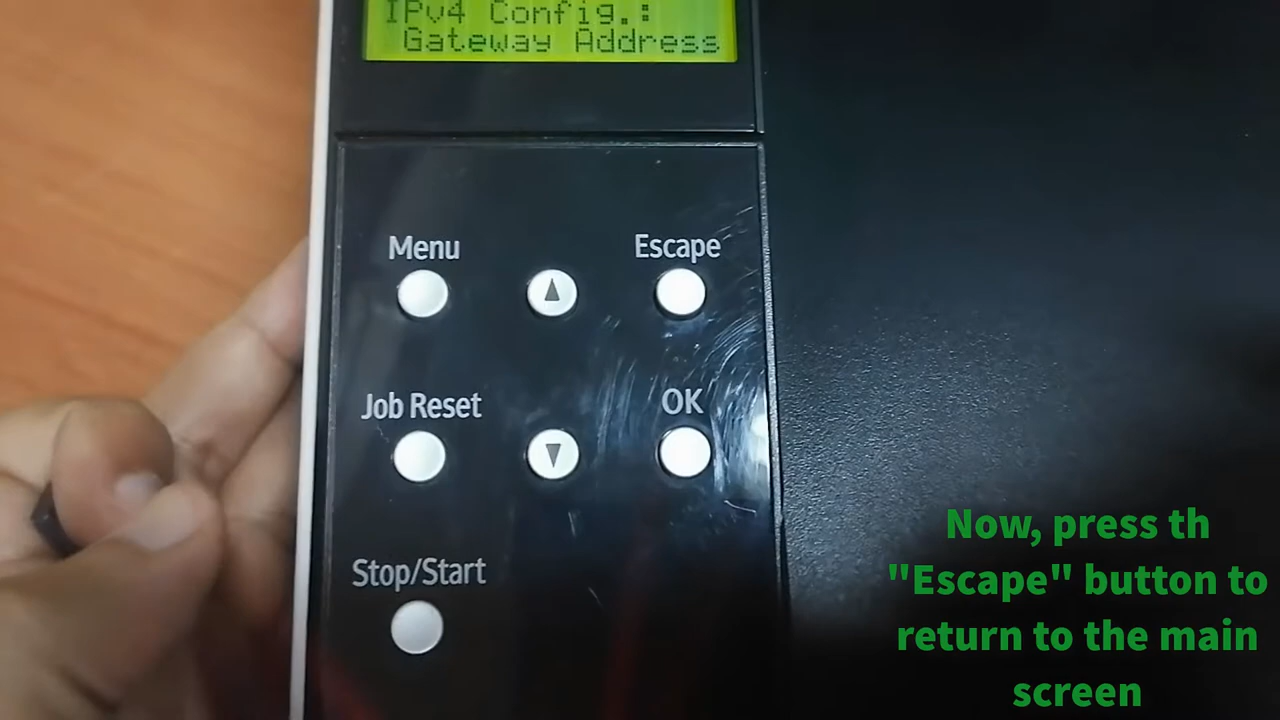 IPv4 Config.:
Gateway Address
Menu
Escape
Job Reset
OK
Stop/Start
Now, press th
"Escape" button to
return to the main
screen